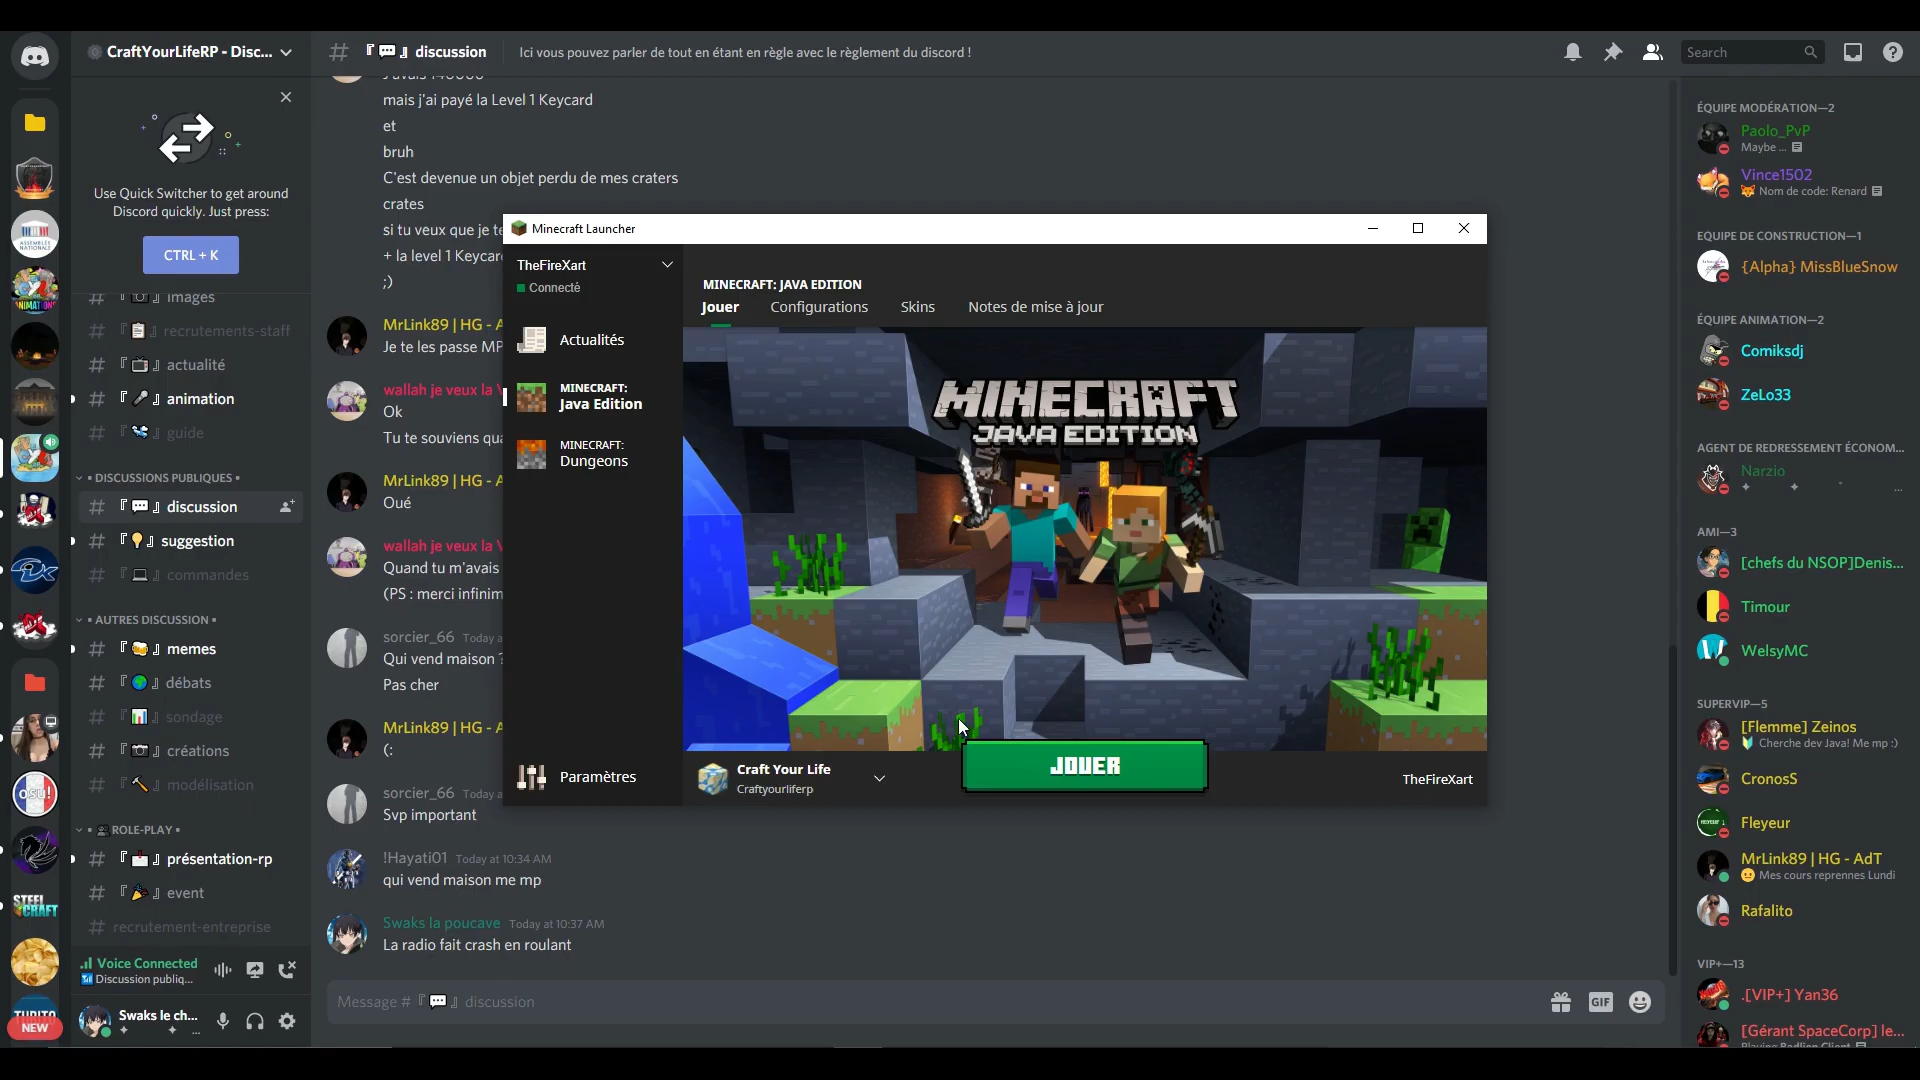 CraftYourLifeRP - Disc...
『💬』discussion
Ici vous pouvez parler de tout en étant en règle avec le règlement du discord !
Search
Use Quick Switcher to get around
Discord quickly. Just press:
CTRL + K
images
recrutements-staff
actualité
animation
guide
• DISCUSSIONS PUBLIQUES •
discussion
suggestion
commandes
• AUTRES DISCUSSION •
memes
débats
sondage
créations
modélisation
• ROLE-PLAY •
présentation-rp
event
recrutement-entreprise
Voice Connected
Discussion publiq...
Swaks le ch...
ASSEMBLÉE
NATIONALE
ANIMATION
osu!
STEEL
CRAFT
NEW
mais j'ai payé la Level 1 Keycard
et
bruh
C'est devenue un objet perdu de mes craters
crates
si tu veux que je te
+ la level 1 Keycar
;)
MrLink89 | HG - A
Je te les passe MP
wallah je veux la
Ok
Tu te souviens qua
MrLink89 | HG - A
Oué
wallah je veux la
Quand tu m'avais
(PS : merci infinim
sorcier_66 Today a
Qui vend maison ?
Pas cher
MrLink89 | HG - A
(:
sorcier_66 Today a
Svp important
!Hayati01 Today at 10:34 AM
qui vend maison me mp
Swaks la poucave Today at 10:37 AM
La radio fait crash en roulant
Message #『💬』discussion
GIF
Minecraft Launcher
TheFireXart
Connecté
Actualités
MINECRAFT:
Java Edition
MINECRAFT:
Dungeons
Paramètres
MINECRAFT: JAVA EDITION
Jouer Configurations Skins Notes de mise à jour
MINECRAFT
JAVA EDITION
Craft Your Life
Craftyourliferp
JOUER
TheFireXart
ÉQUIPE MODÉRATION—2
Paolo_PvP
Maybe ...
Vince1502
🦊 Nom de code: Renard
EQUIPE DE CONSTRUCTION—1
{Alpha} MissBlueSnow
ÉQUIPE ANIMATION—2
Comiksdj
ZeLo33
AGENT DE REDRESSEMENT ÉCONOM...
Narzio
AMI—3
[chefs du NSOP]Denis...
Timour
WelsyMC
SUPERVIP—5
[Flemme] Zeinos
🔰 Cherche dev Java! Me mp :)
CronosS
Fleyeur
MrLink89 | HG - AdT
😐 Mes cours reprennes Lundi
Rafalito
VIP+—13
.[VIP+] Yan36
[Gérant SpaceCorp] le...